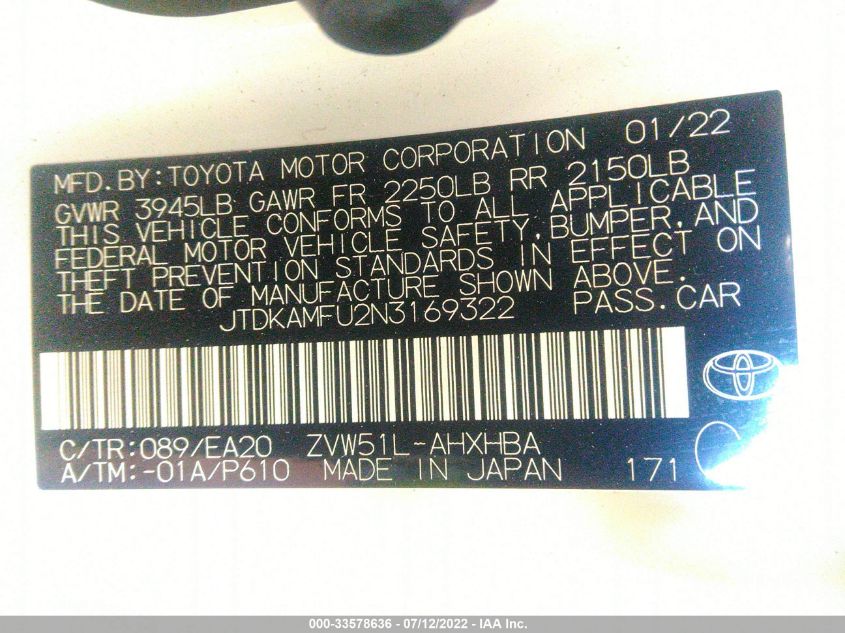 MFD.BY:TOYOTA MOTOR CORPORATION 01/22
GVWR 3945LB GAWR FR 2250LB RR 2150LB
THIS VEHICLE CONFORMS TO ALL APPLICABLE
FEDERAL MOTOR VEHICLE SAFETY,BUMPER,AND
THEFT PREVENTION STANDARDS IN EFFECT ON
THE DATE OF MANUFACTURE SHOWN ABOVE.
JTDKAMFU2N3169322 PASS.CAR
C/TR:089/EA20 ZVW51L-AHXHBA
A/TM:-01A/P610 MADE IN JAPAN 171
000-33578636 - 07/12/2022 - IAA Inc.